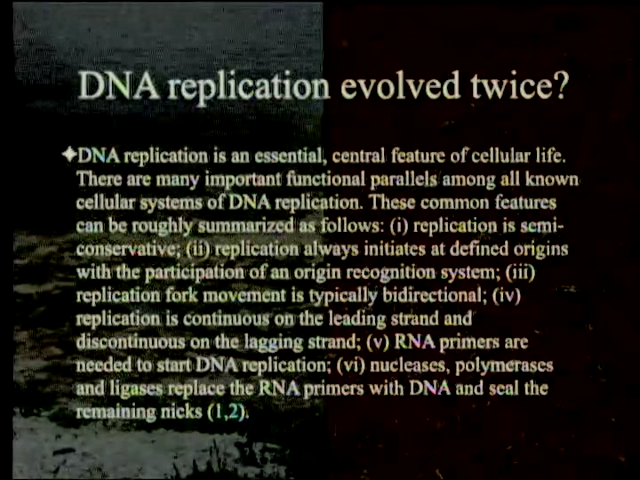 DNA replication evolved twice?
✦DNA replication is an essential, central feature of cellular life.
There are many important functional parallels among all known
cellular systems of DNA replication. These common features
can be roughly summarized as follows: (i) replication is semi-
conservative; (ii) replication always initiates at defined origins
with the participation of an origin recognition system; (iii)
replication fork movement is typically bidirectional; (iv)
replication is continuous on the leading strand and
discontinuous on the lagging strand; (v) RNA primers are
needed to start DNA replication; (vi) nucleases, polymerases
and ligases replace the RNA primers with DNA and seal the
remaining nicks (1,2).